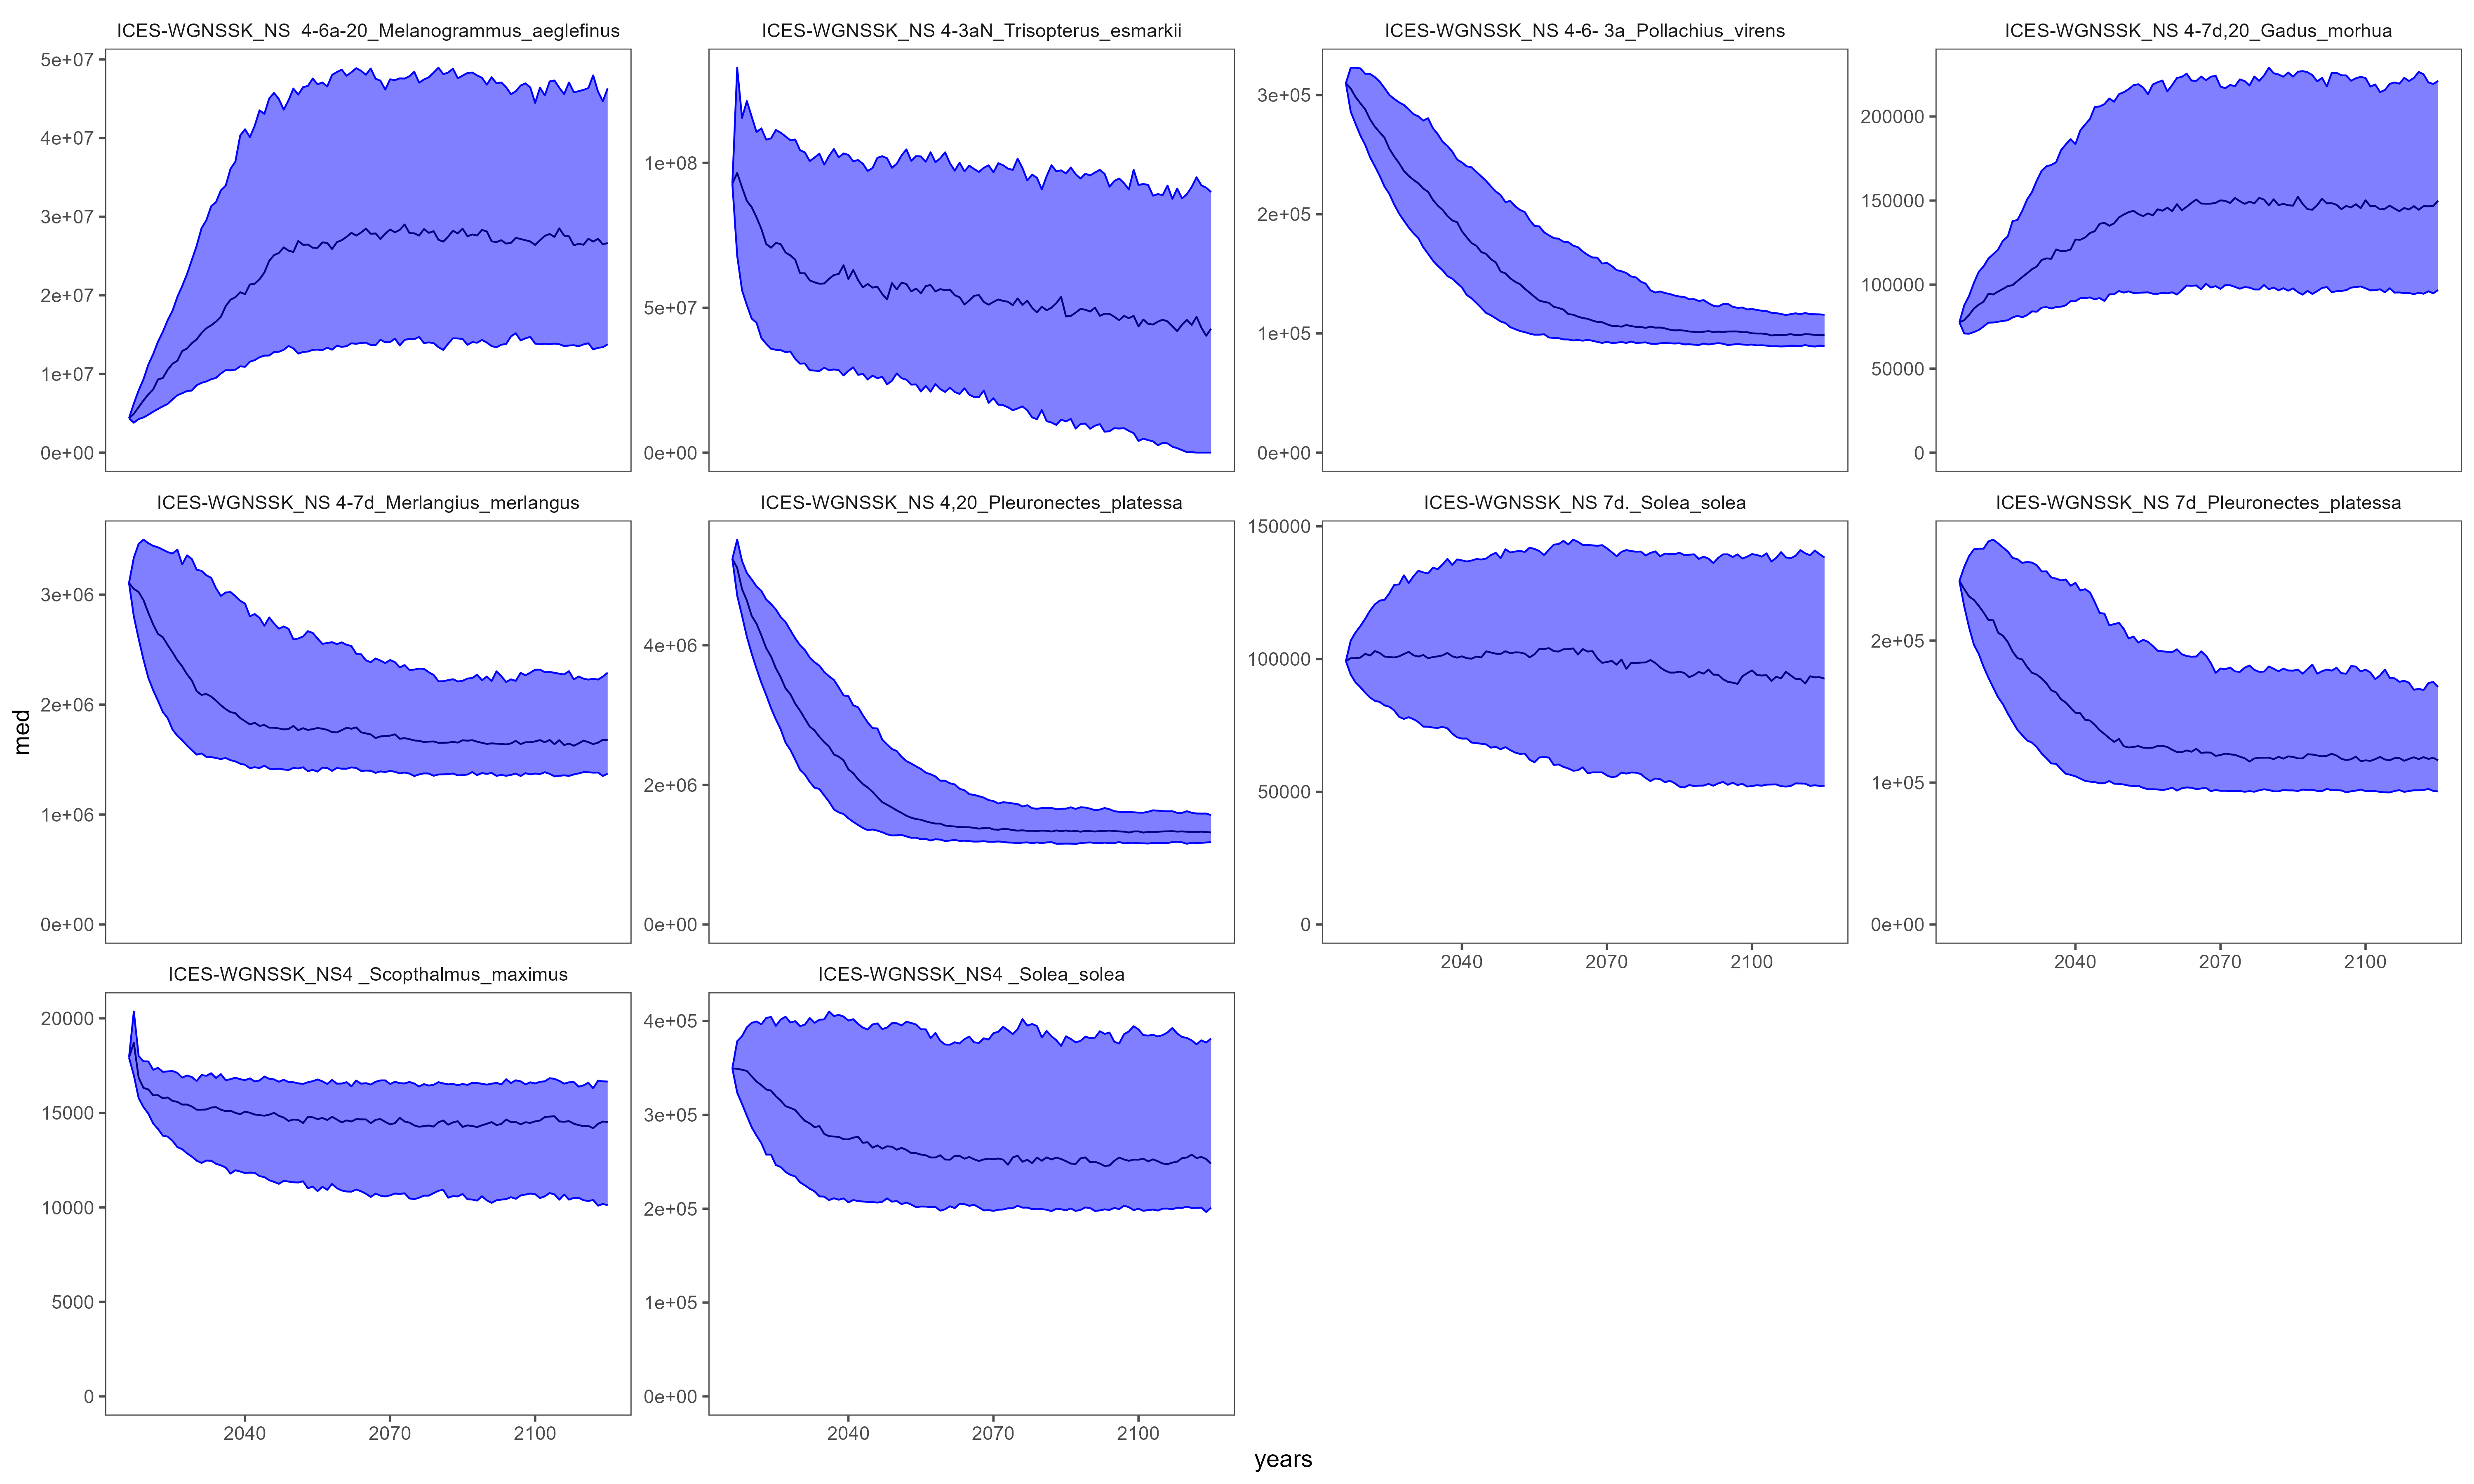 ICES-WGNSSK_NS  4-6a-20_Melanogrammus_aeglefinus
ICES-WGNSSK_NS 4-3aN_Trisopterus_esmarkii
ICES-WGNSSK_NS 4-6- 3a_Pollachius_virens
ICES-WGNSSK_NS 4-7d,20_Gadus_morhua
5e+07
4e+07
3e+07
2e+07
1e+07
0e+00
1e+08
5e+07
0e+00
3e+05
2e+05
1e+05
0e+00
200000
150000
100000
50000
0
ICES-WGNSSK_NS 4-7d_Merlangius_merlangus
ICES-WGNSSK_NS 4,20_Pleuronectes_platessa
ICES-WGNSSK_NS 7d._Solea_solea
ICES-WGNSSK_NS 7d_Pleuronectes_platessa
med
3e+06
2e+06
1e+06
0e+00
4e+06
2e+06
0e+00
150000
100000
50000
0
2040 2070 2100
2e+05
1e+05
0e+00
2040 2070 2100
ICES-WGNSSK_NS4 _Scopthalmus_maximus
ICES-WGNSSK_NS4 _Solea_solea
20000
15000
10000
5000
0
2040 2070 2100
4e+05
3e+05
2e+05
1e+05
0e+00
2040 2070 2100
years